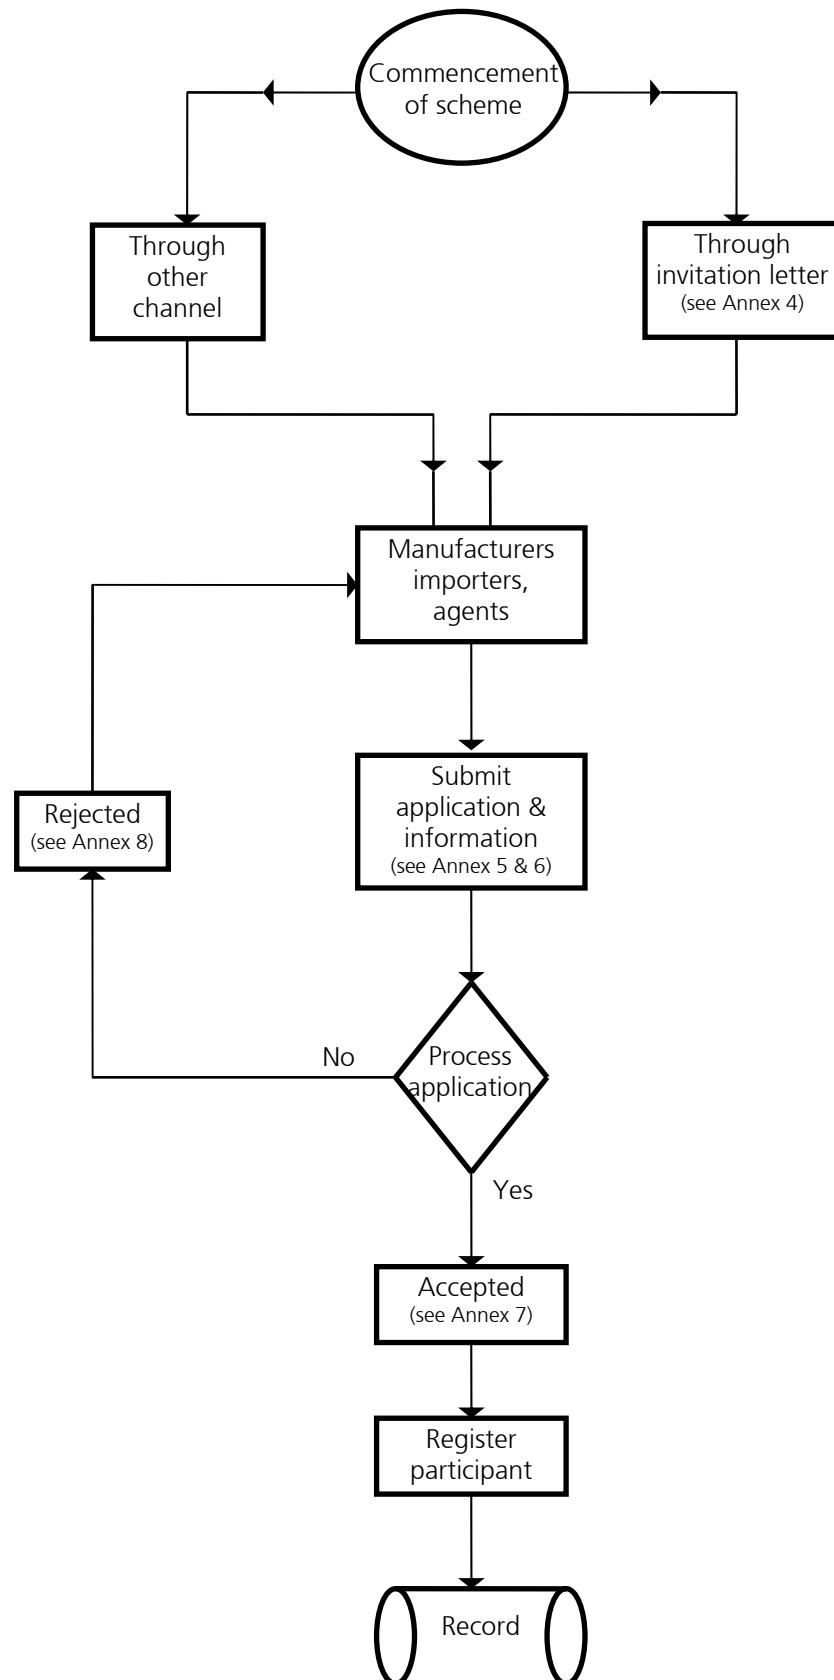 Commencement
of scheme
Through
other
channel
Through
invitation letter
(see Annex 4)
Manufacturers
importers,
agents
Submit
application &
information
(see Annex 5 & 6)
Rejected
(see Annex 8)
No
Process
application
Yes
Accepted
(see Annex 7)
Register
participant
Record